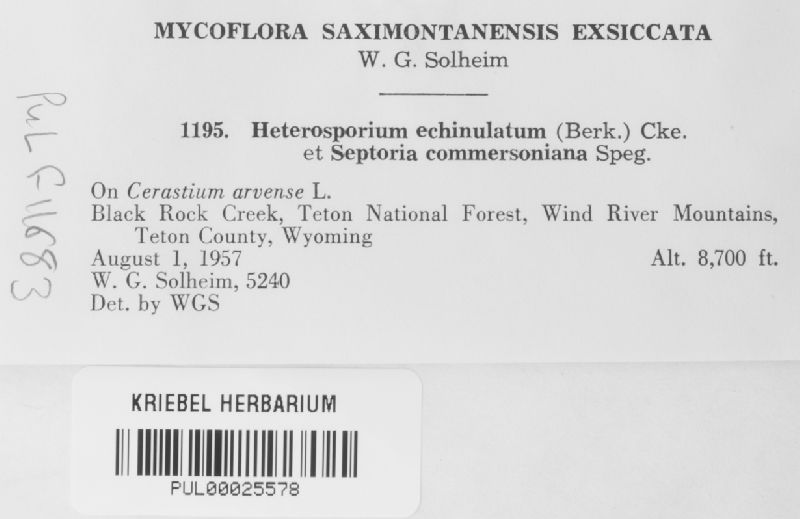 MYCOFLORA SAXIMONTANENSIS EXSICCATA
W. G. Solheim
1195. Heterosporium echinulatum (Berk.) Cke.
et Septoria commersoniana Speg.
On Cerastium arvense L.
Black Rock Creek, Teton National Forest, Wind River Mountains,
Teton County, Wyoming
August 1, 1957 Alt. 8,700 ft.
W. G. Solheim, 5240
Det. by WGS
PUL F11683
KRIEBEL HERBARIUM
PUL00025578